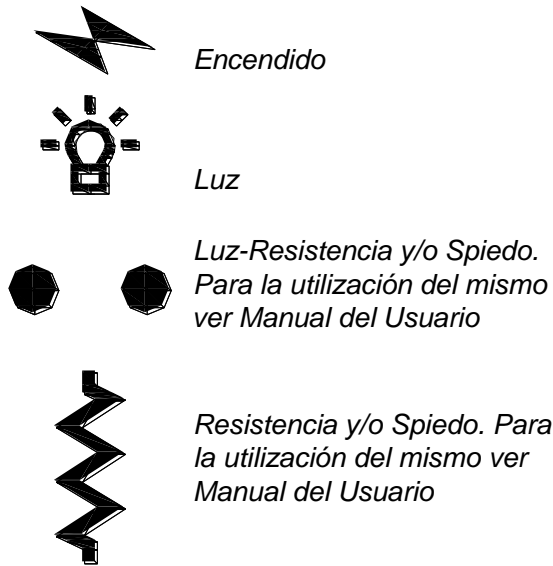 Encendido
Luz
Luz-Resistencia y/o Spiedo.
Para la utilización del mismo
ver Manual del Usuario
Resistencia y/o Spiedo. Para
la utilización del mismo ver
Manual del Usuario